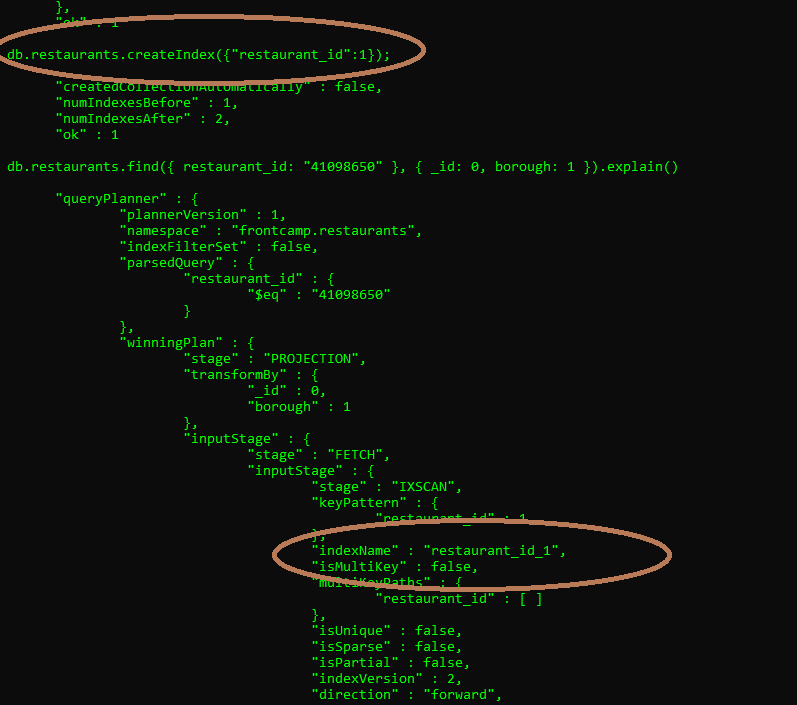 },
"ok" : 1
db.restaurants.createIndex({"restaurant_id":1});
"createdCollectionAutomatically" : false,
"numIndexesBefore" : 1,
"numIndexesAfter" : 2,
"ok" : 1
db.restaurants.find({ restaurant_id: "41098650" }, { _id: 0, borough: 1 }).explain()
"queryPlanner" : {
"plannerVersion" : 1,
"namespace" : "frontcamp.restaurants",
"indexFilterSet" : false,
"parsedQuery" : {
"restaurant_id" : {
"$eq" : "41098650"
}
},
"winningPlan" : {
"stage" : "PROJECTION",
"transformBy" : {
"_id" : 0,
"borough" : 1
},
"inputStage" : {
"stage" : "FETCH",
"inputStage" : {
"stage" : "IXSCAN",
"keyPattern" : {
"restaurant_id" : 1
},
"indexName" : "restaurant_id_1",
"isMultiKey" : false,
"multiKeyPaths" : {
"restaurant_id" : [ ]
},
"isUnique" : false,
"isSparse" : false,
"isPartial" : false,
"indexVersion" : 2,
"direction" : "forward",